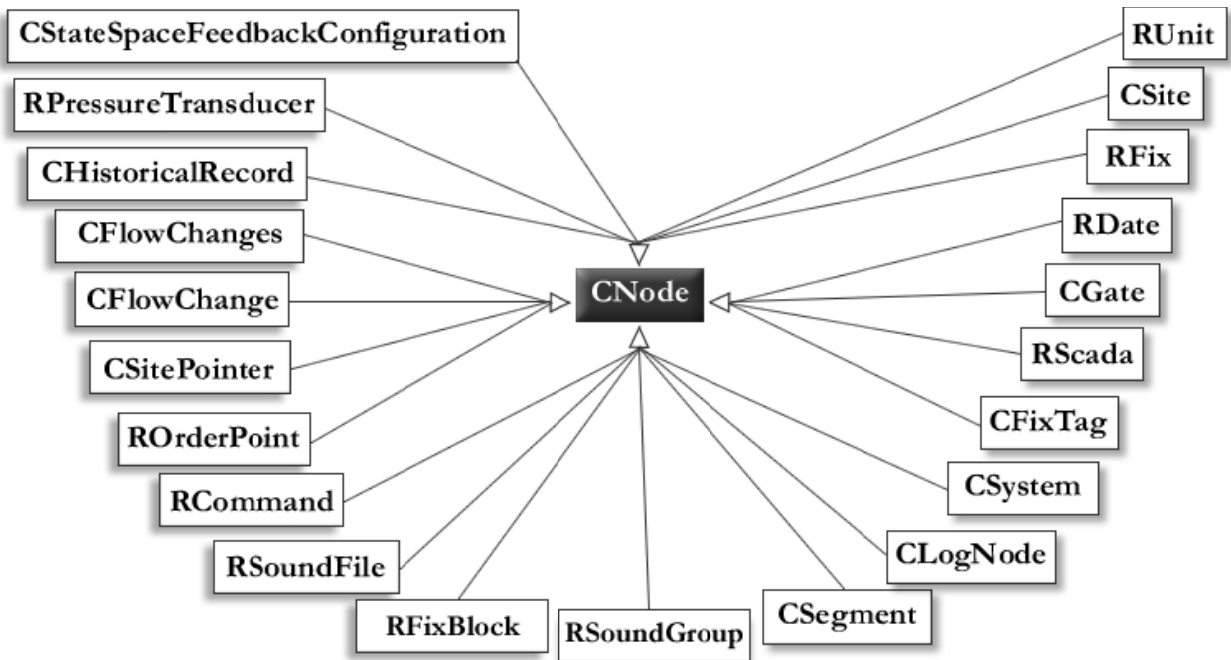 CStateSpaceFeedbackConfiguration
RUnit
RPressureTransducer
CSite
CHistoricalRecord
RFix
CFlowChanges
RDate
CFlowChange
CNode
CGate
CSitePointer
RScada
ROrderPoint
CFixTag
RCommand
CSystem
RSoundFile
CLogNode
RFixBlock
RSoundGroup
CSegment